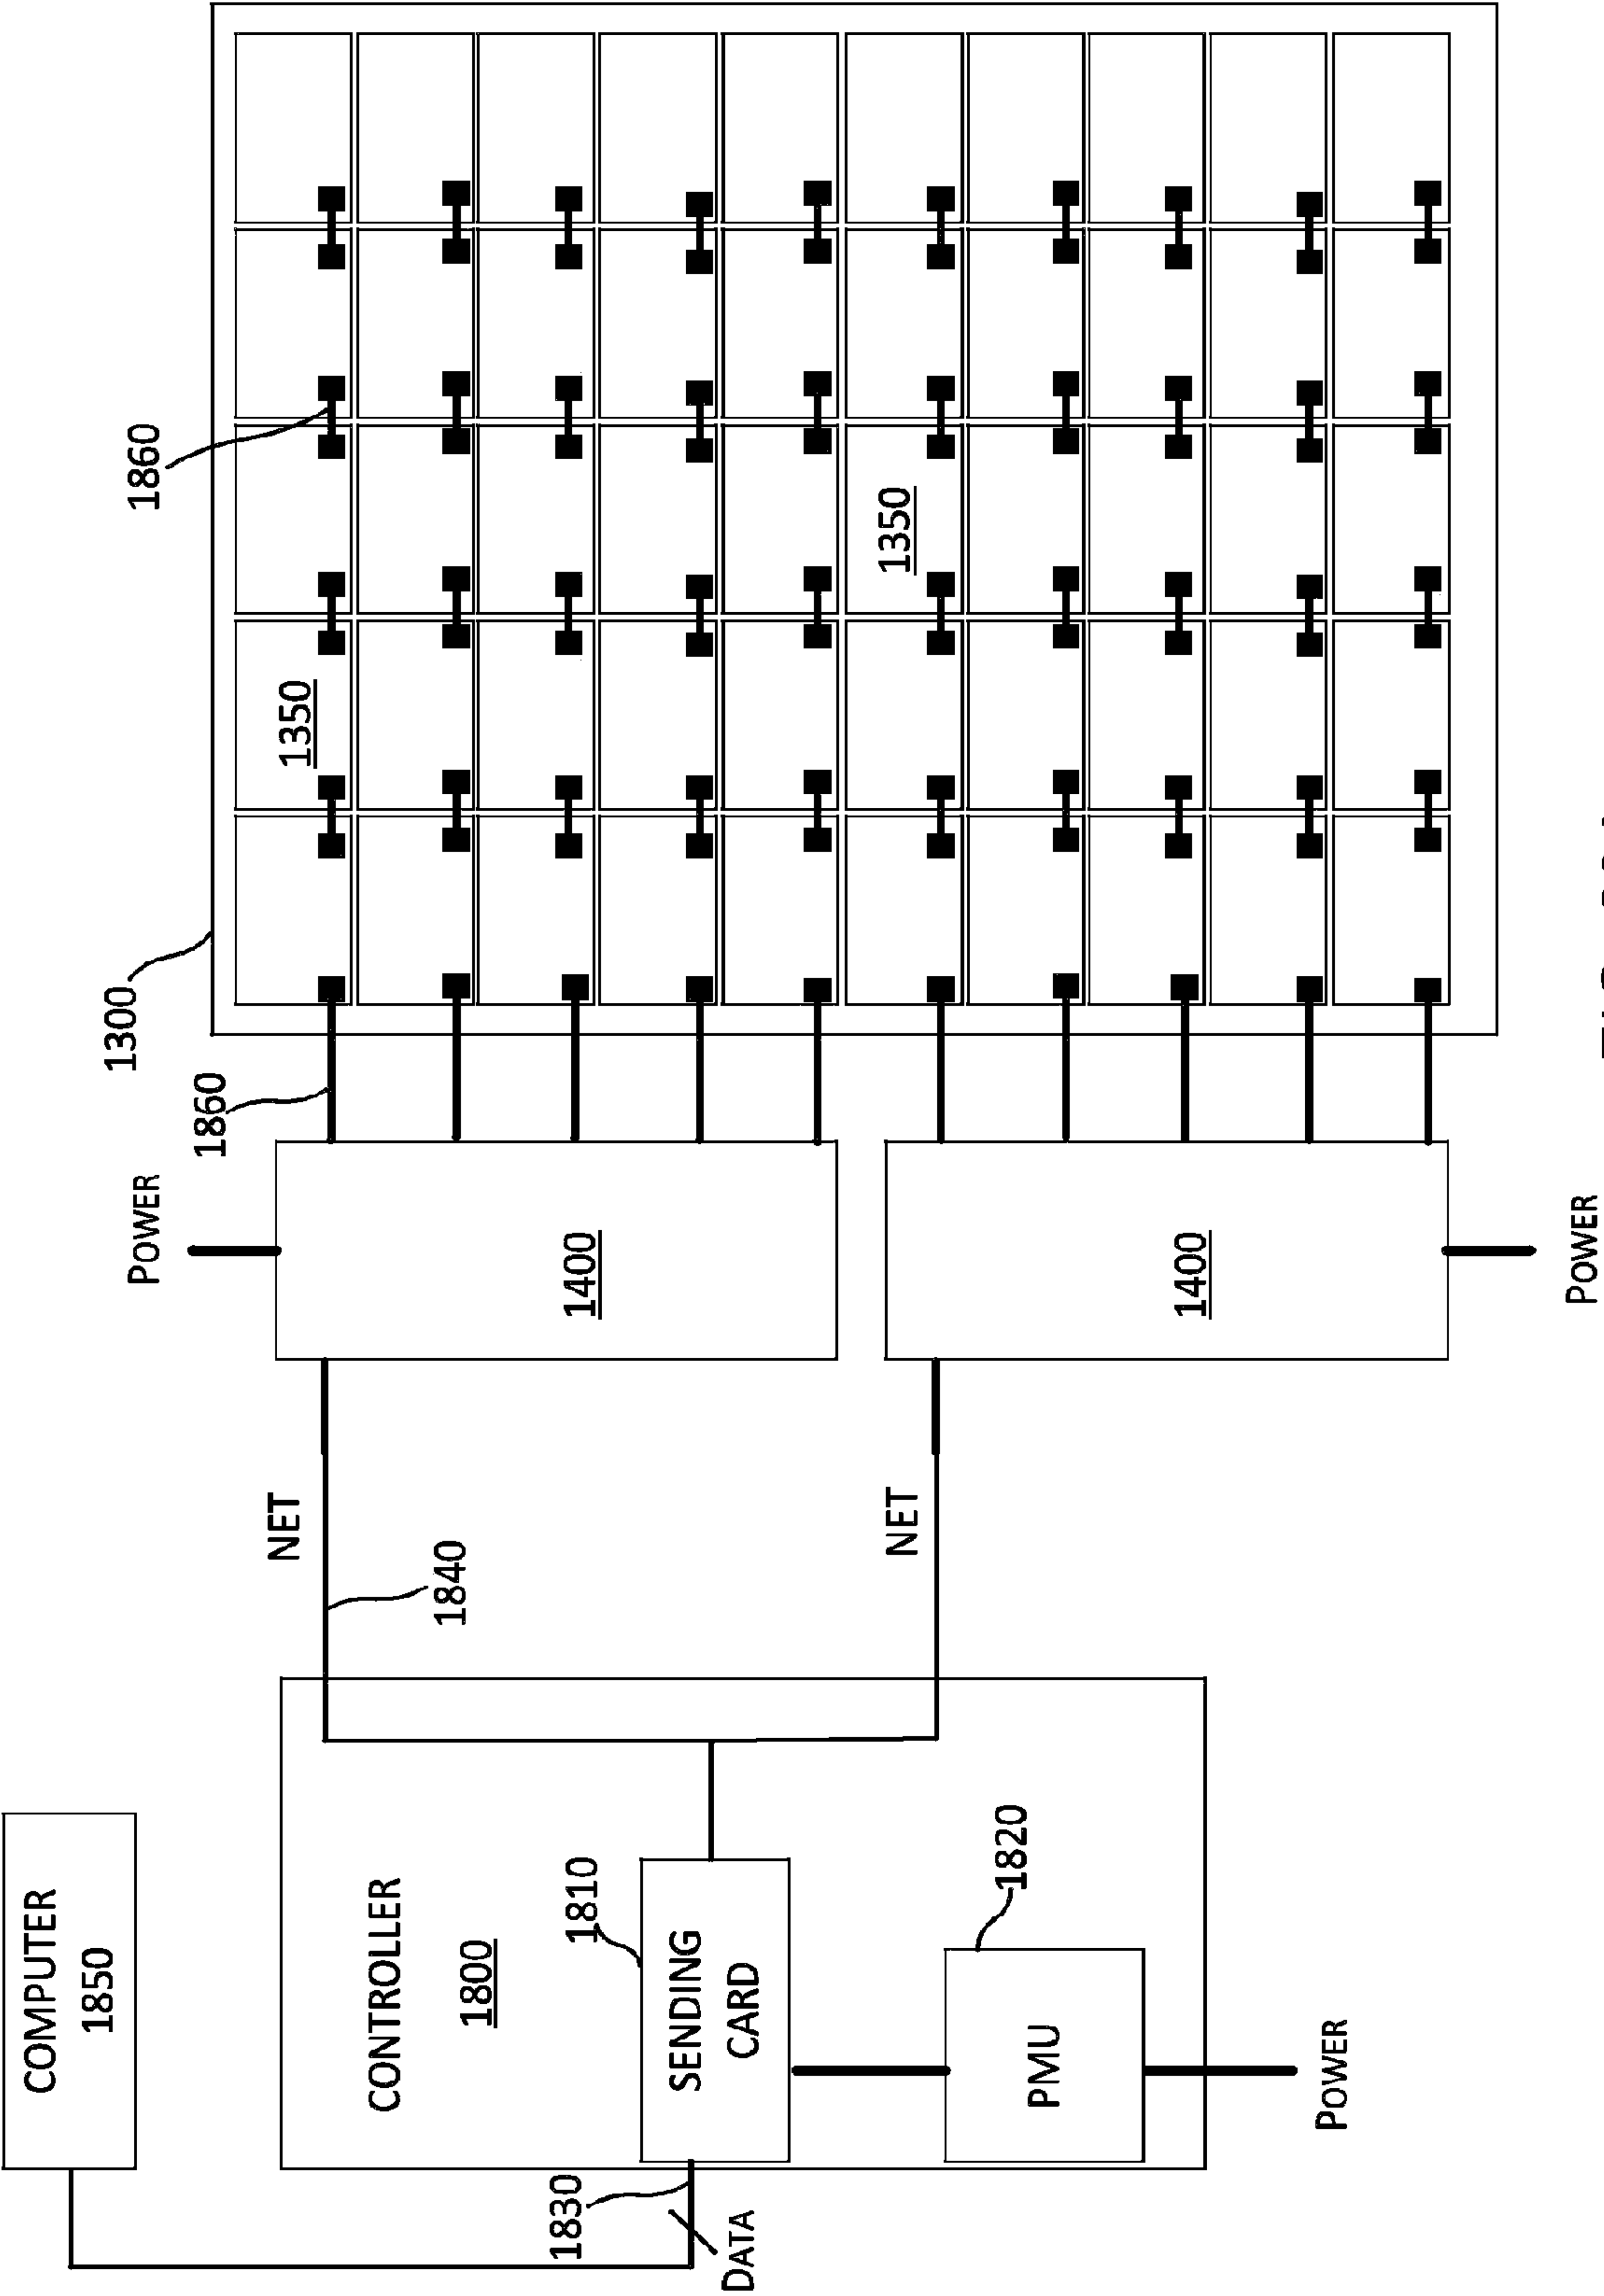 COMPUTER
1850
1300
POWER
1860
1860
NET
1350
CONTROLLER
1800
1840
1830
1810
1400
SENDING
CARD
DATA
NET
1350
1820
PMU
1400
POWER
POWER